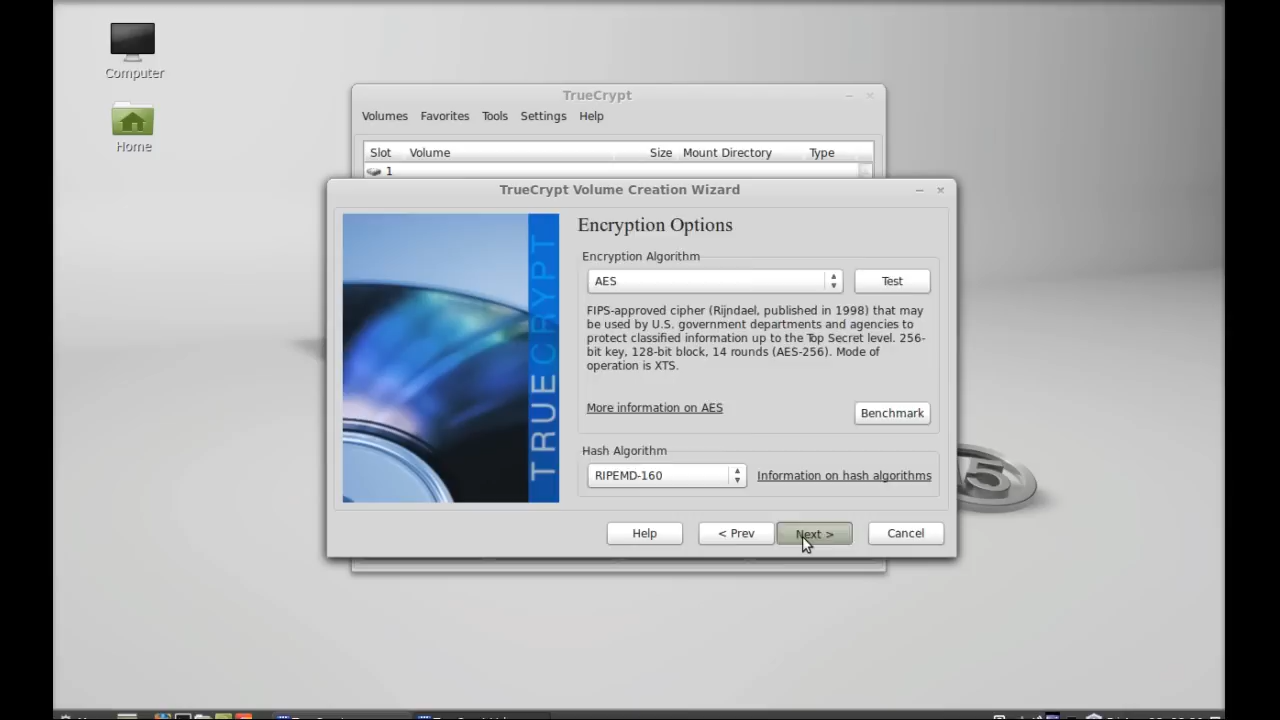 Computer
Home
TrueCrypt
Volumes Favorites Tools Settings Help
Slot Volume Size Mount Directory Type
1
TrueCrypt Volume Creation Wizard
TRUECRYPT
Encryption Options
Encryption Algorithm
AES Test
FIPS-approved cipher (Rijndael, published in 1998) that may
be used by U.S. government departments and agencies to
protect classified information up to the Top Secret level. 256-
bit key, 128-bit block, 14 rounds (AES-256). Mode of
operation is XTS.
More information on AES
Benchmark
Hash Algorithm
RIPEMD-160 Information on hash algorithms
5
Help < Prev Next > Cancel